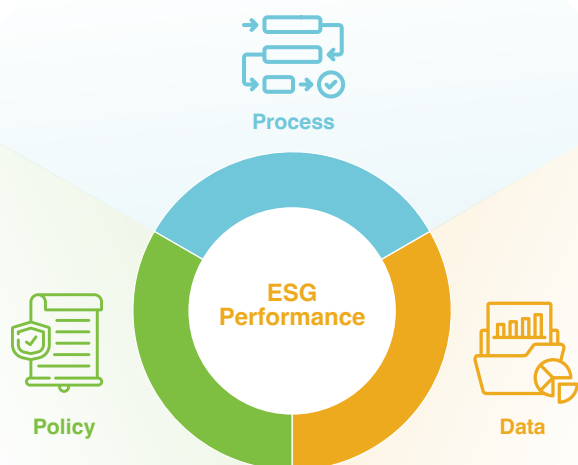 Process
ESG
Performance
Policy
Data